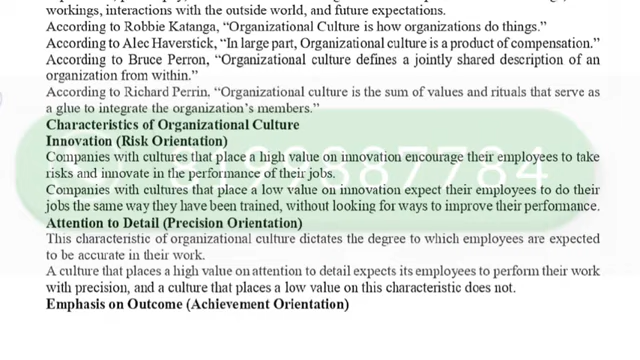 workings, interactions with the outside world, and future expectations.
According to Robbie Katanga, “Organizational Culture is how organizations do things.”
According to Alec Haverstick, “In large part, Organizational culture is a product of compensation.”
According to Bruce Perron, “Organizational culture defines a jointly shared description of an
organization from within.”
According to Richard Perrin, “Organizational culture is the sum of values and rituals that serve as
a glue to integrate the organization’s members.”
Characteristics of Organizational Culture
Innovation (Risk Orientation)
Companies with cultures that place a high value on innovation encourage their employees to take
risks and innovate in the performance of their jobs.
Companies with cultures that place a low value on innovation expect their employees to do their
jobs the same way they have been trained, without looking for ways to improve their performance.
Attention to Detail (Precision Orientation)
This characteristic of organizational culture dictates the degree to which employees are expected
to be accurate in their work.
A culture that places a high value on attention to detail expects its employees to perform their work
with precision, and a culture that places a low value on this characteristic does not.
Emphasis on Outcome (Achievement Orientation)